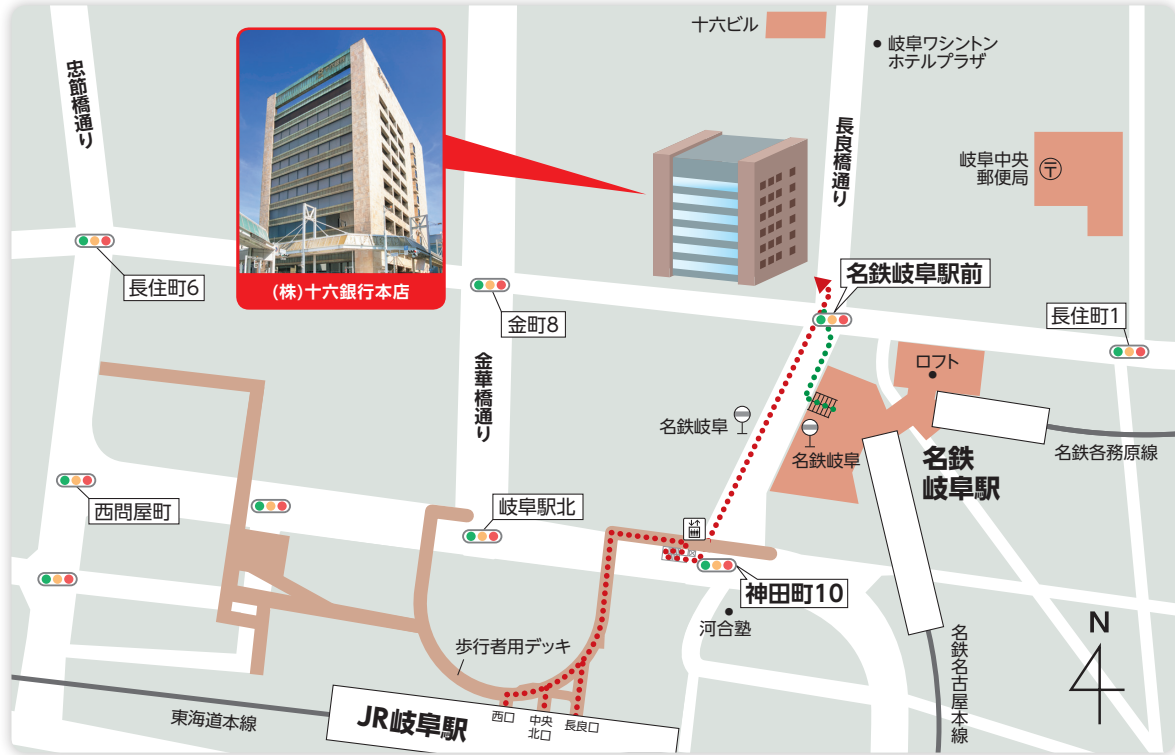 十六ビル
岐阜ワシントン
ホテルプラザ
忠節橋通り
長良橋通り
岐阜中央
郵便局
〒
長住町6
(株)十六銀行本店
金町8
名鉄岐阜駅前
長住町1
金華橋通り
ロフト
名鉄岐阜
名鉄岐阜
名鉄
岐阜駅
名鉄各務原線
西問屋町
岐阜駅北
神田町10
河合塾
歩行者用デッキ
N
名鉄名古屋本線
東海道本線
JR岐阜駅
西口
中央
北口
長良口